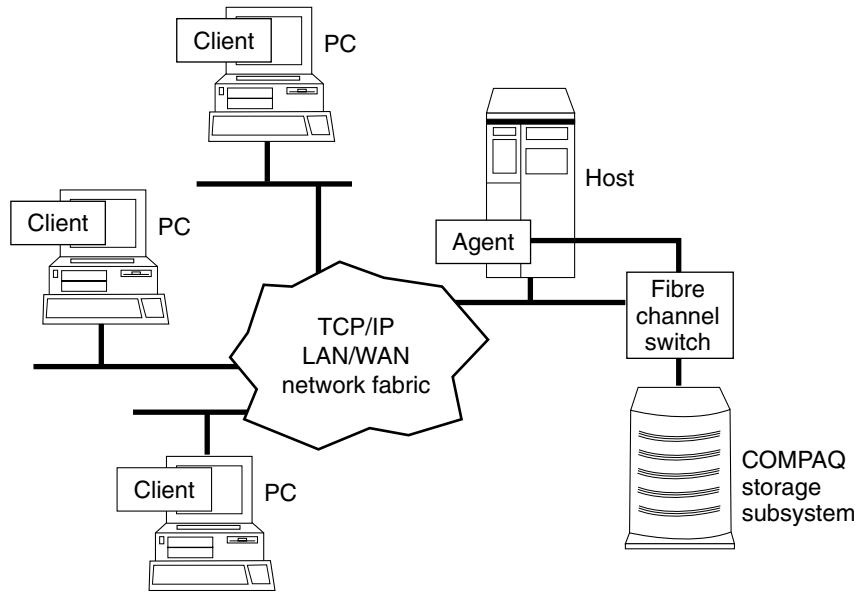 Client
PC
Host
Client
PC
Agent
Fibre
channel
switch
TCP/IP
LAN/WAN
network fabric
Client
PC
COMPAQ
storage
subsystem